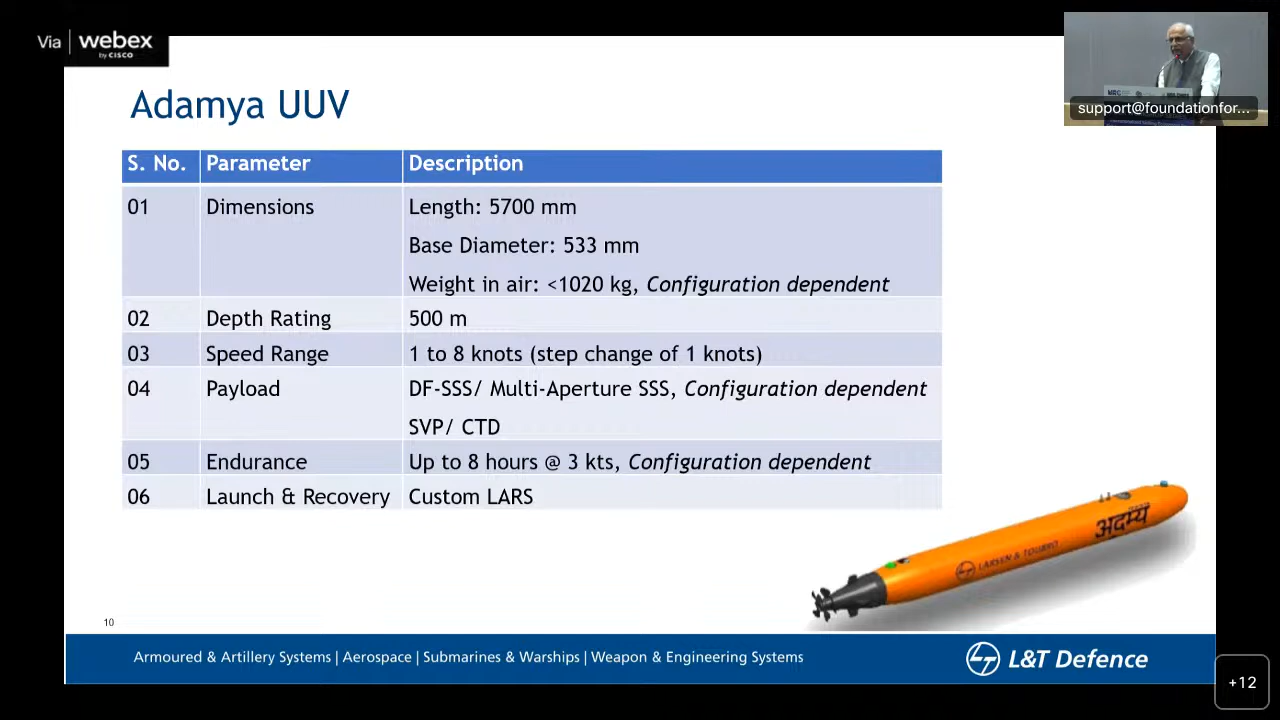 Via | webex
by CISCO
support@foundationfor...
Adamya UUV
S. No. Parameter Description
01 Dimensions Length: 5700 mm
Base Diameter: 533 mm
Weight in air: <1020 kg, Configuration dependent
02 Depth Rating 500 m
03 Speed Range 1 to 8 knots (step change of 1 knots)
04 Payload DF-SSS/ Multi-Aperture SSS, Configuration dependent
SVP/ CTD
05 Endurance Up to 8 hours @ 3 kts, Configuration dependent
06 Launch & Recovery Custom LARS
अदम्य
LARSEN & TOUBRO
10
Armoured & Artillery Systems | Aerospace | Submarines & Warships | Weapon & Engineering Systems
L&T Defence
+12